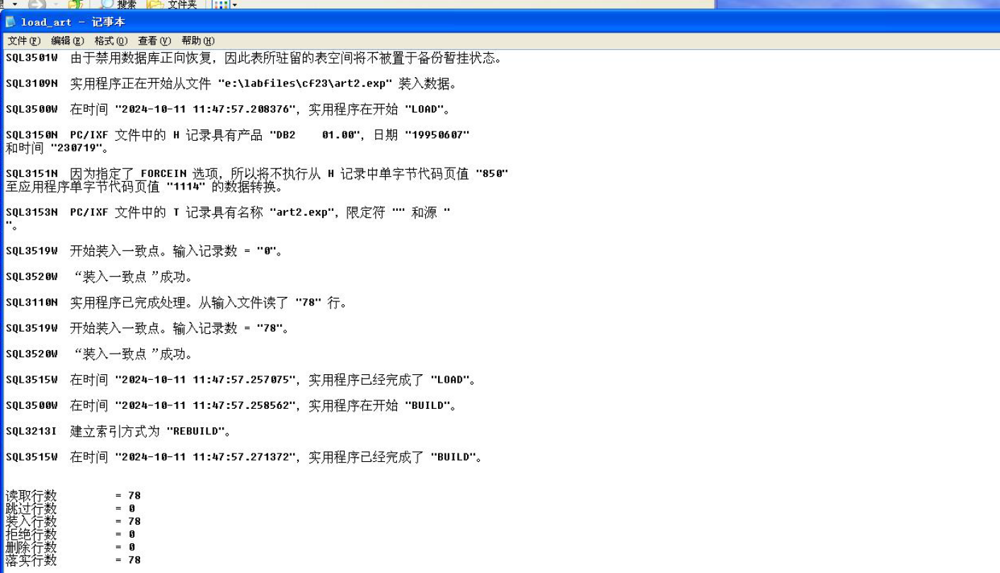 搜索 文件夹
load_art - 记事本
文件(F) 编辑(E) 格式(O) 查看(V) 帮助(H)
SQL3501W 由于禁用数据库正向恢复，因此表所驻留的表空间将不被置于备份暂挂状态。
SQL3109N 实用程序正在开始从文件 "e:\labfiles\cf23\art2.exp" 装入数据。
SQL3500W 在时间 "2024-10-11 11:47:57.208376"，实用程序在开始 "LOAD"。
SQL3150N PC/IXF 文件中的 H 记录具有产品 "DB2    01.00"，日期 "19950607"
和时间 "230719"。
SQL3151N 因为指定了 FORCEIN 选项，所以将不执行从 H 记录中单字节代码页值 "850"
至应用程序单字节代码页值 "1114" 的数据转换。
SQL3153N PC/IXF 文件中的 T 记录具有名称 "art2.exp"，限定符 "" 和源 "
"。
SQL3519W 开始装入一致点。输入记录数 = "0"。
SQL3520W “装入一致点 ”成功。
SQL3110N 实用程序已完成处理。从输入文件读了 "78" 行。
SQL3519W 开始装入一致点。输入记录数 = "78"。
SQL3520W “装入一致点 ”成功。
SQL3515W 在时间 "2024-10-11 11:47:57.257075"，实用程序已经完成了 "LOAD"。
SQL3500W 在时间 "2024-10-11 11:47:57.258562"，实用程序在开始 "BUILD"。
SQL3213I 建立索引方式为 "REBUILD"。
SQL3515W 在时间 "2024-10-11 11:47:57.271372"，实用程序已经完成了 "BUILD"。
读取行数 = 78
跳过行数 = 0
装入行数 = 78
拒绝行数 = 0
删除行数 = 0
落实行数 = 78